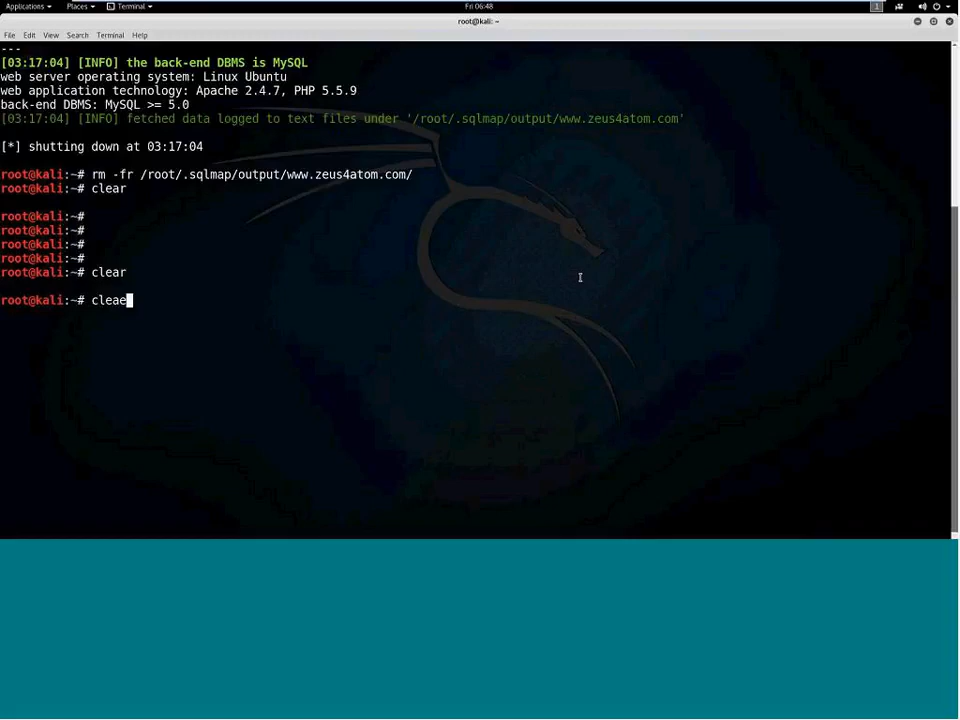 Applications Places Terminal Fri 06:48 1
root@kali: ~
File Edit View Search Terminal Help
---
[03:17:04] [INFO] the back-end DBMS is MySQL
web server operating system: Linux Ubuntu
web application technology: Apache 2.4.7, PHP 5.5.9
back-end DBMS: MySQL >= 5.0
[03:17:04] [INFO] fetched data logged to text files under '/root/.sqlmap/output/www.zeus4atom.com'
[*] shutting down at 03:17:04
root@kali:~# rm -fr /root/.sqlmap/output/www.zeus4atom.com/
root@kali:~# clear
root@kali:~#
root@kali:~#
root@kali:~#
root@kali:~#
root@kali:~# clear
root@kali:~# cleae